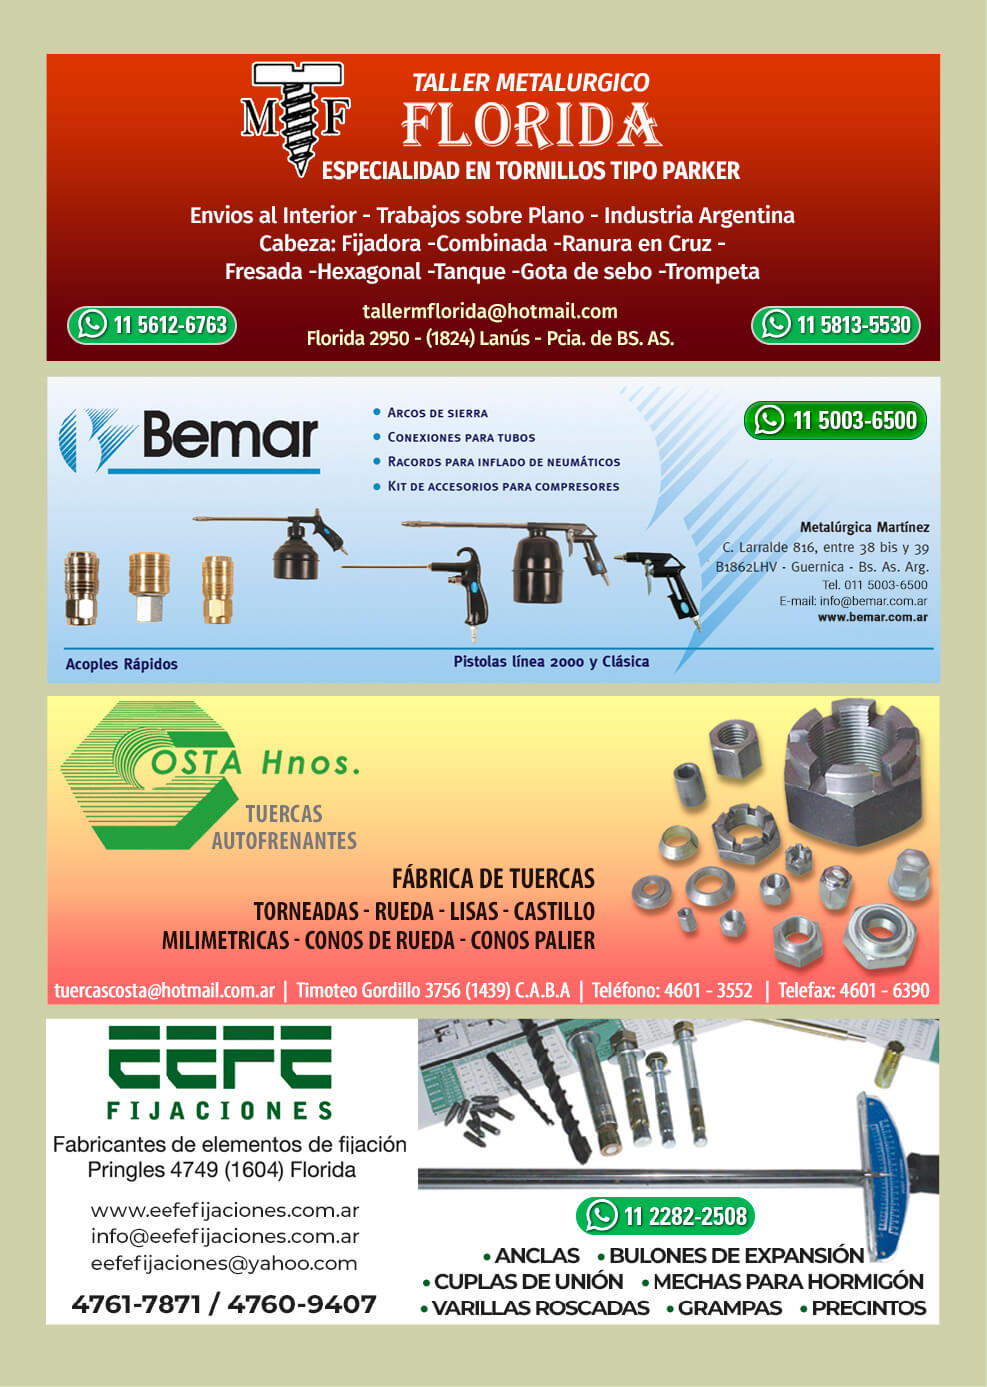 MTF
TALLER METALURGICO
FLORIDA
ESPECIALIDAD EN TORNILLOS TIPO PARKER
Envios al Interior - Trabajos sobre Plano - Industria Argentina
Cabeza: Fijadora -Combinada -Ranura en Cruz -
Fresada -Hexagonal -Tanque -Gota de sebo -Trompeta
11 5612-6763
tallermflorida@hotmail.com
Florida 2950 - (1824) Lanús - Pcia. de BS. AS.
11 5813-5530
Bemar
• Arcos de sierra
• Conexiones para tubos
• Racords para inflado de neumáticos
• Kit de accesorios para compresores
11 5003-6500
Metalúrgica Martínez
C. Larralde 816, entre 38 bis y 39
B1862LHV - Guernica - Bs. As. Arg.
Tel. 011 5003-6500
E-mail: info@bemar.com.ar
www.bemar.com.ar
Acoples Rápidos
Pistolas línea 2000 y Clásica
COSTA Hnos.
TUERCAS
AUTOFRENANTES
FÁBRICA DE TUERCAS
TORNEADAS - RUEDA - LISAS - CASTILLO
MILIMETRICAS - CONOS DE RUEDA - CONOS PALIER
tuercascosta@hotmail.com.ar | Timoteo Gordillo 3756 (1439) C.A.B.A | Teléfono: 4601 - 3552 | Telefax: 4601 - 6390
EEFE
FIJACIONES
Fabricantes de elementos de fijación
Pringles 4749 (1604) Florida
www.eefefijaciones.com.ar
info@eefefijaciones.com.ar
eefefijaciones@yahoo.com
4761-7871 / 4760-9407
11 2282-2508
• ANCLAS • BULONES DE EXPANSIÓN
• CUPLAS DE UNIÓN • MECHAS PARA HORMIGÓN
• VARILLAS ROSCADAS • GRAMPAS • PRECINTOS